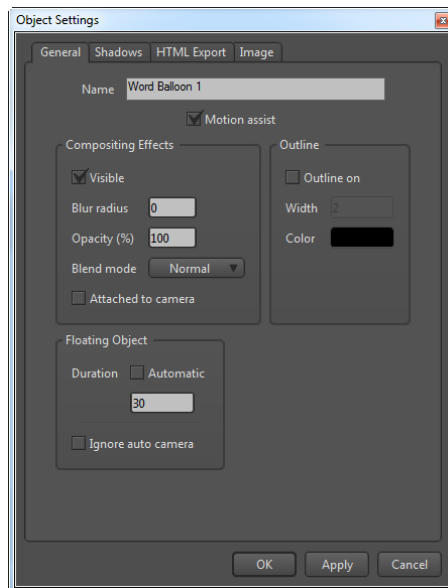 Object Settings
General Shadows HTML Export Image
Name Word Balloon 1
Motion assist
Compositing Effects
Visible
Blur radius 0
Opacity (%) 100
Blend mode Normal
Attached to camera
Outline
Outline on
Width 2
Color
Floating Object
Duration Automatic
30
Ignore auto camera
OK Apply Cancel